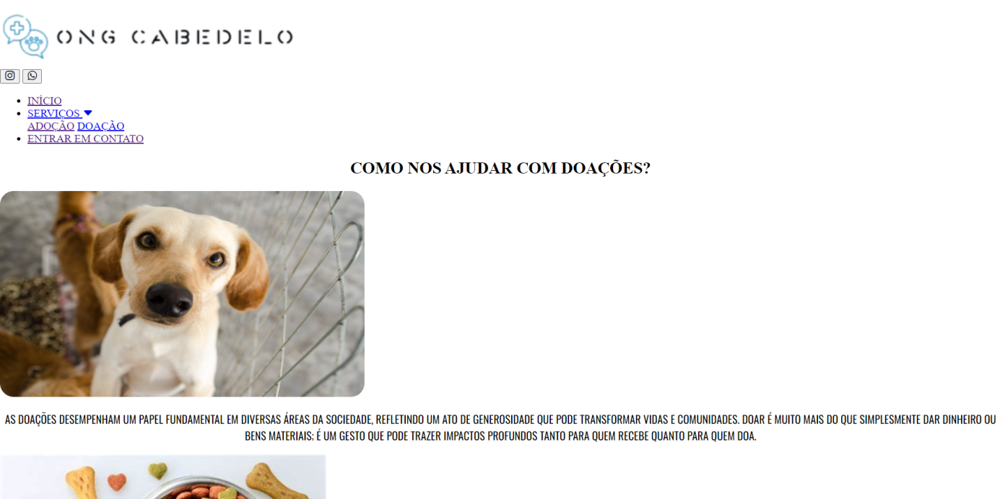 ONG CABEDELO
INÍCIO
SERVIÇOS
ADOÇÃO DOAÇÃO
ENTRAR EM CONTATO
COMO NOS AJUDAR COM DOAÇÕES?
AS DOAÇÕES DESEMPENHAM UM PAPEL FUNDAMENTAL EM DIVERSAS ÁREAS DA SOCIEDADE, REFLETINDO UM ATO DE GENEROSIDADE QUE PODE TRANSFORMAR VIDAS E COMUNIDADES. DOAR É MUITO MAIS DO QUE SIMPLESMENTE DAR DINHEIRO OU
BENS MATERIAIS; É UM GESTO QUE PODE TRAZER IMPACTOS PROFUNDOS TANTO PARA QUEM RECEBE QUANTO PARA QUEM DOA.